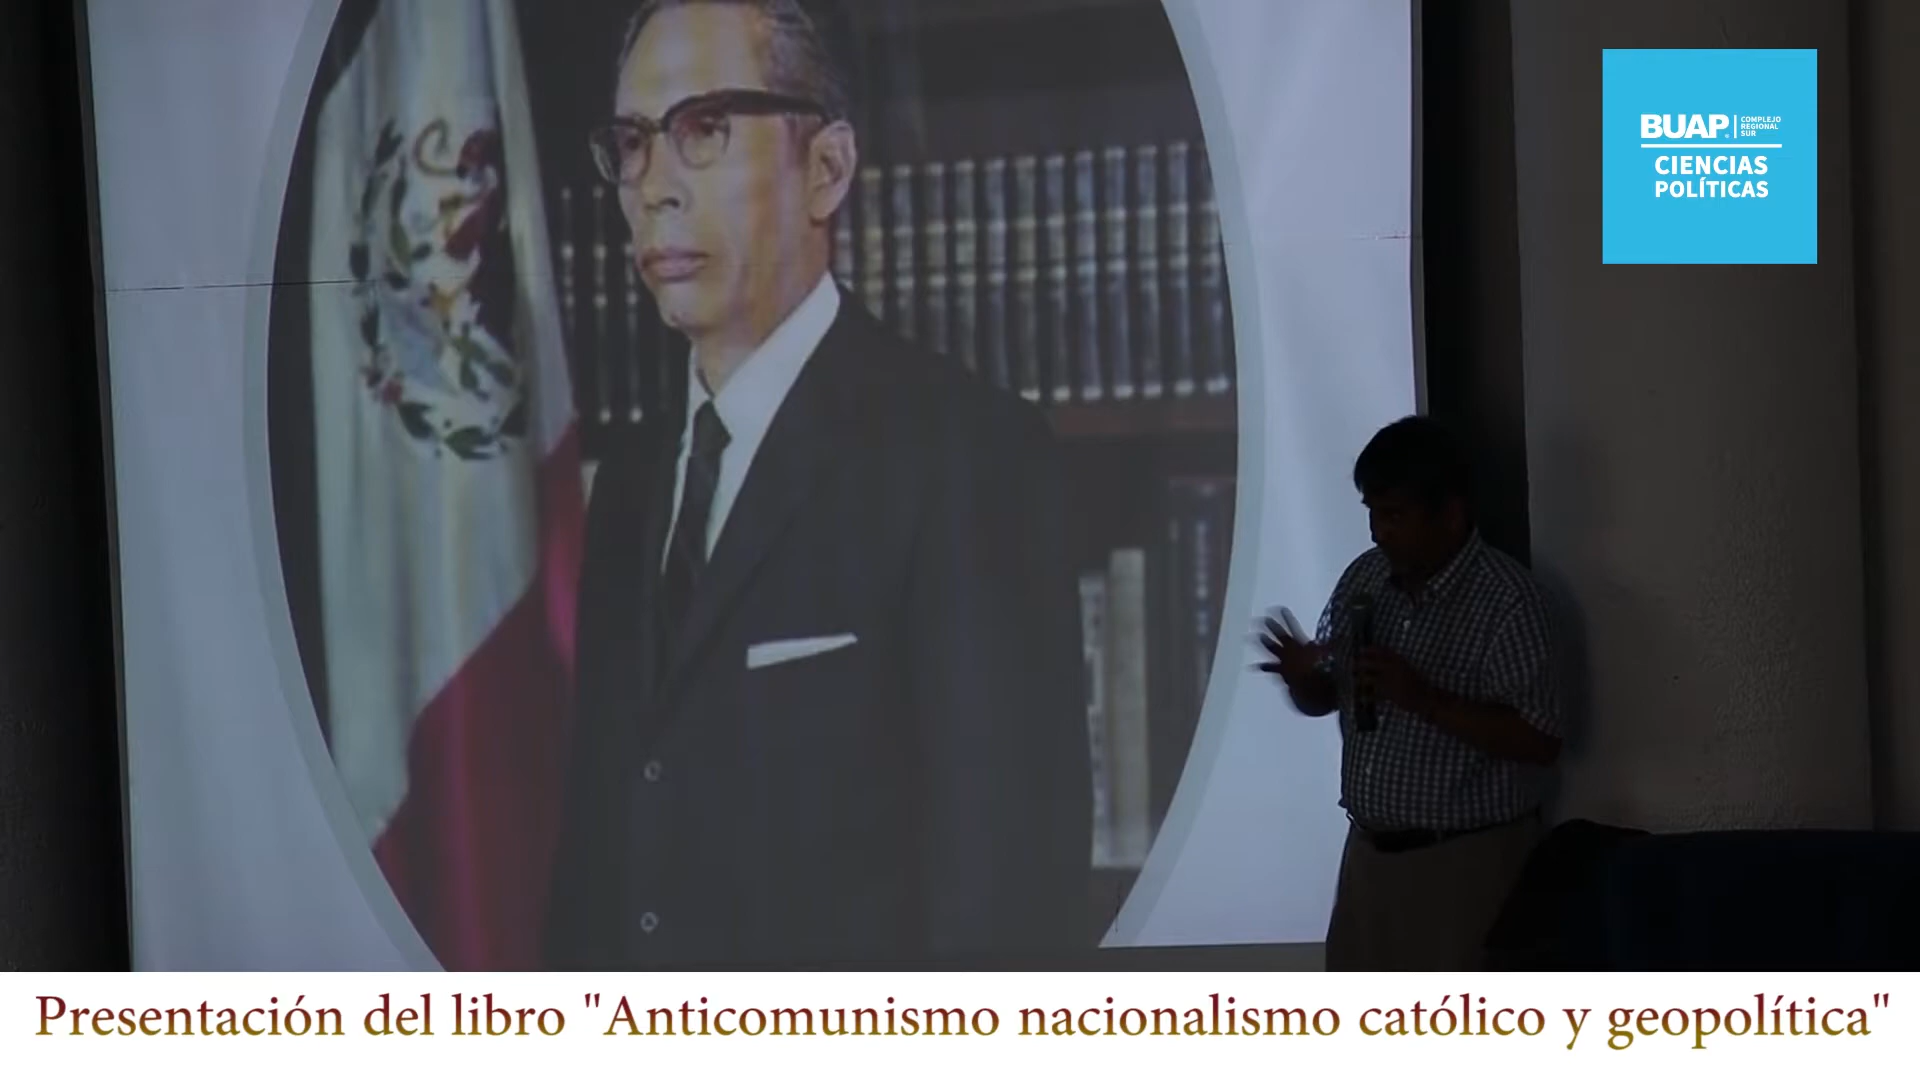 BUAP
COMPLEJO
REGIONAL
SUR
CIENCIAS
POLÍTICAS
Presentación del libro "Anticomunismo nacionalismo católico y geopolítica"